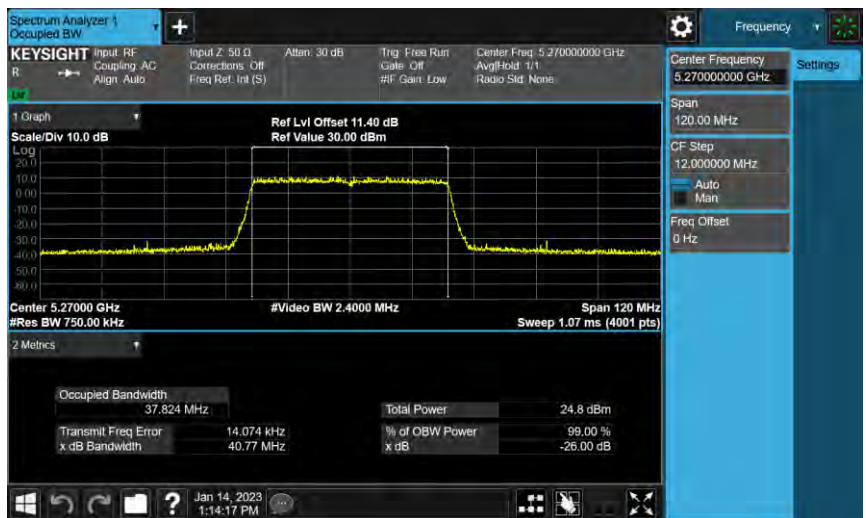 Spectrum Analyzer 1
Occupied BW
Frequency
KEYSIGHT
R
Input: RF
Coupling: AC
Align: Auto
Input Z: 50 Ω
Corrections: Off
Freq Ref: Int (S)
Atten: 30 dB
Trig: Free Run
Gate: Off
#IF Gain: Low
Center Freq: 5.270000000 GHz
Avg|Hold: 1/1
Radio Std: None
Center Frequency
5.270000000 GHz
Settings
Span
120.00 MHz
CF Step
12.000000 MHz
Auto
Man
Freq Offset
0 Hz
1 Graph
Scale/Div 10.0 dB
Ref Lvl Offset 11.40 dB
Ref Value 30.00 dBm
Log
20.0
10.0
0.00
-10.0
-20.0
-30.0
-40.0
-50.0
-60.0
Center 5.27000 GHz
#Video BW 2.4000 MHz
Span 120 MHz
#Res BW 750.00 kHz
Sweep 1.07 ms (4001 pts)
2 Metrics
Occupied Bandwidth
37.824 MHz
Total Power
24.8 dBm
Transmit Freq Error
14.074 kHz
% of OBW Power
99.00 %
x dB Bandwidth
40.77 MHz
x dB
-26.00 dB
?
Jan 14, 2023
1:14:17 PM